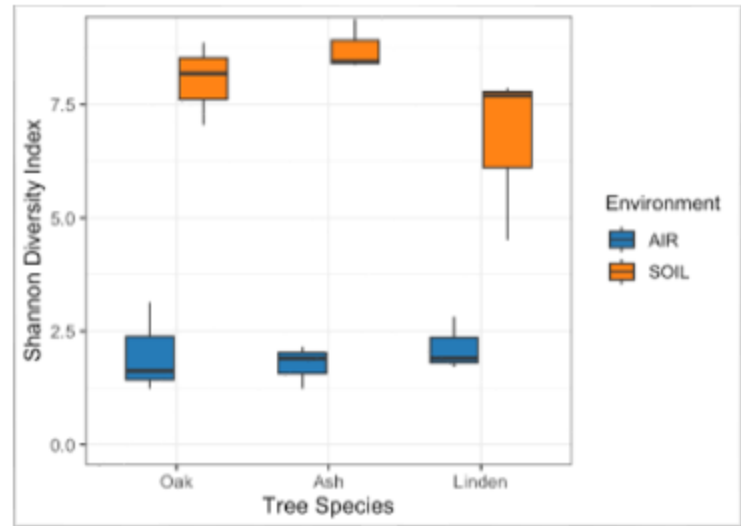 Shannon Diversity Index
7.5
5.0
2.5
0.0
Oak
Ash
Linden
Tree Species
Environment
AIR
SOIL